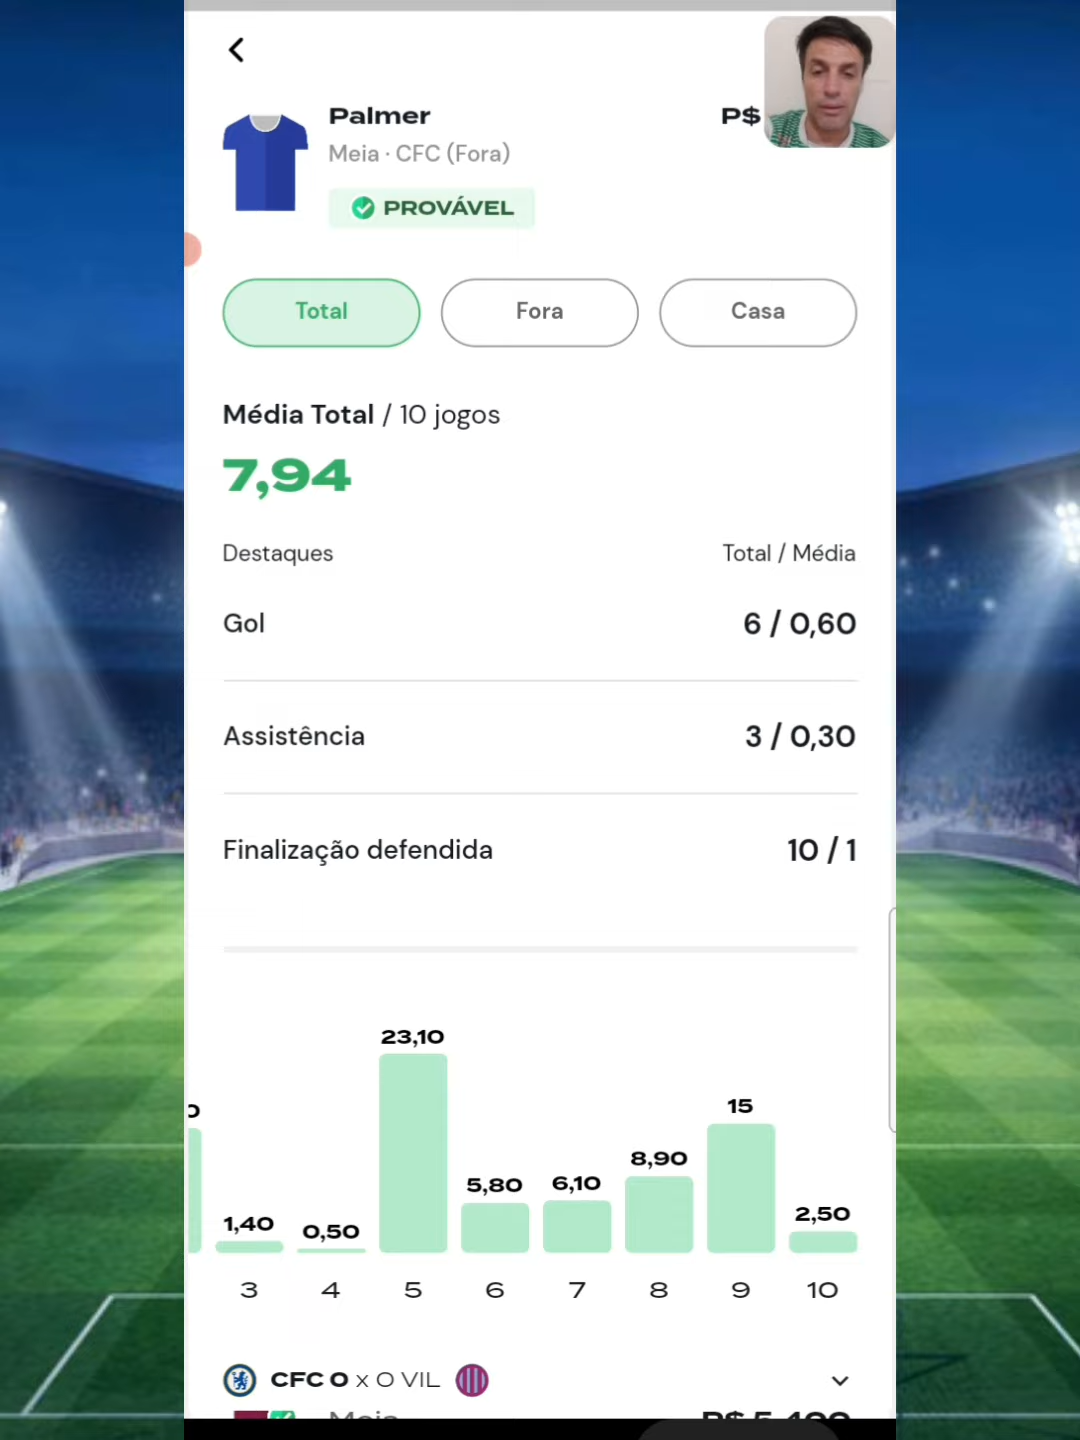 Palmer
P$
Meia · CFC (Fora)
PROVÁVEL
Total
Fora
Casa
Média Total / 10 jogos
7,94
Destaques
Total / Média
Gol
6 / 0,60
Assistência
3 / 0,30
Finalização defendida
10 / 1
23,10
15
8,90
6,10
5,80
2,50
1,40
0,50
3 4 5 6 7 8 9 10
CFC 0 x 0 VIL
Meia